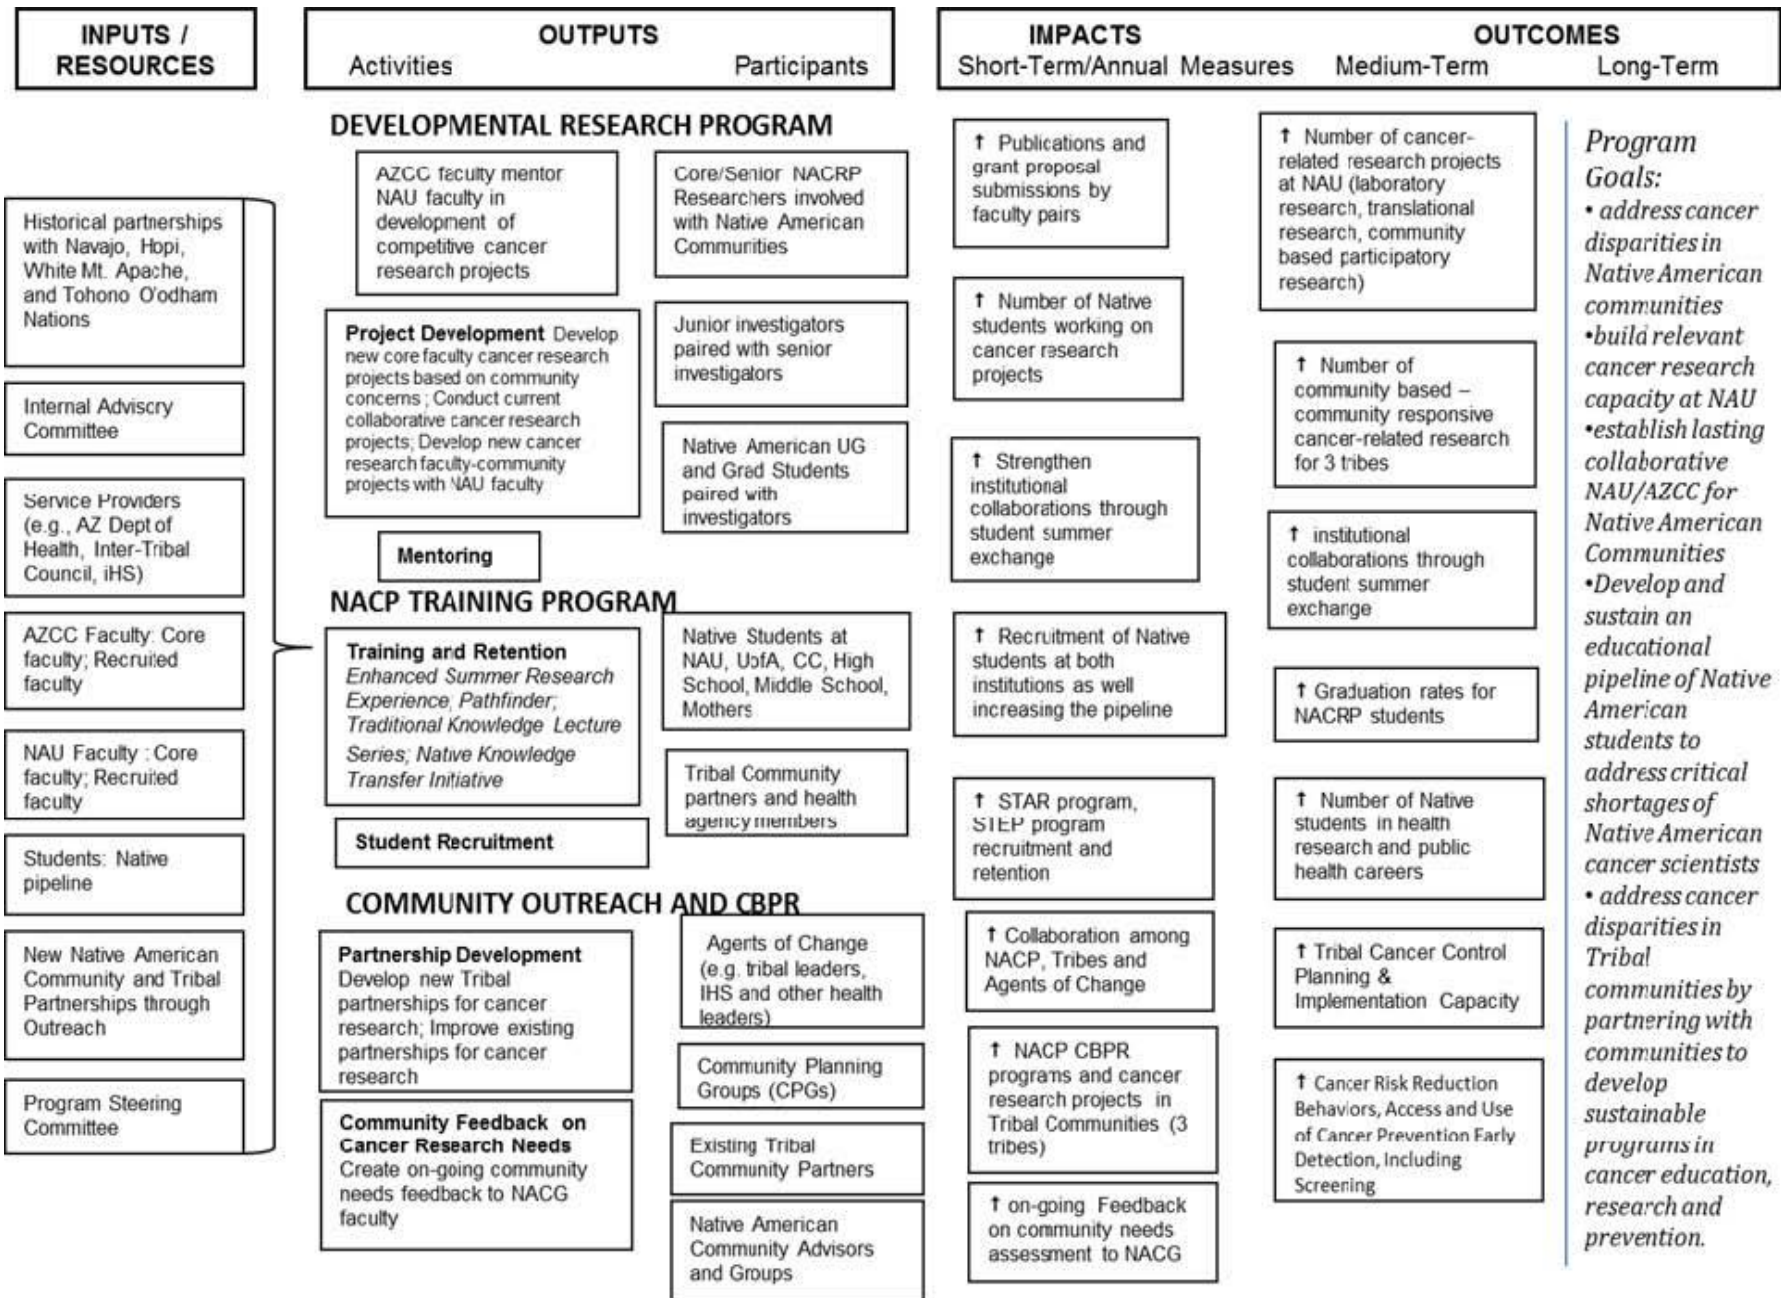 INPUTS /
RESOURCES
OUTPUTS
Activities
Participants
IMPACTS
Short-Term/Annual Measures
OUTCOMES
Medium-Term
Long-Term
Historical partnerships
with Navajo, Hopi,
White Mt. Apache,
and Tohono O'odham
Nations
Internal Adviscry
Committee
Service Providers
(e.g., AZ Dept of
Health, Inter-Tribal
Council, iHS)
AZCC Faculty: Core
faculty; Recruited
faculty
NAU Faculty : Core
faculty; Recruited
faculty
Students: Native
pipeline
New Native American
Community and Tribal
Partnerships through
Outreach
Program Steering
Committee
DEVELOPMENTAL RESEARCH PROGRAM
AZCC faculty mentor
NAU faculty in
development of
competitive cancer
research projects
Project Development Develop
new core faculty cancer research
projects based on community
concerns ; Conduct current
collaborative cancer research
projects; Develop new cancer
research faculty-community
projects with NAU faculty
Mentoring
Core/Senior NACRP
Researchers involved
with Native American
Communities
Junior investigators
paired with senior
investigators
Native American UG
and Grad Students
paired with
investigators
NACP TRAINING PROGRAM
Training and Retention
Enhanced Summer Research
Experience; Pathfinder;
Traditional Knowledge Lecture
Series; Native Knowledge
Transfer Initiative
Student Recruitment
Native Students at
NAU, UofA, CC, High
School, Middle School,
Mothers
Tribal Community
partners and health
agency members
COMMUNITY OUTREACH AND CBPR
Partnership Development
Develop new Tribal
partnerships for cancer
research; Improve existing
partnerships for cancer
research
Community Feedback on
Cancer Research Needs
Create on-going community
needs feedback to NACG
faculty
Agents of Change
(e.g. tribal leaders,
IHS and other health
leaders)
Community Planning
Groups (CPGs)
Existing Tribal
Community Partners
Native American
Community Advisors
and Groups
↑ Publications and
grant proposal
submissions by
faculty pairs
↑ Number of Native
students working on
cancer research
projects
↑ Strengthen
institutional
collaborations through
student summer
exchange
↑ Recruitment of Native
students at both
institutions as well
increasing the pipeline
↑ STAR program,
STEP program
recruitment and
retention
↑ Collaboration among
NACP, Tribes and
Agents of Change
↑ NACP CBPR
programs and cancer
research projects in
Tribal Communities (3
tribes)
↑ on-going Feedback
on community needs
assessment to NACG
↑ Number of cancer-
related research projects
at NAU (laboratory
research, translational
research, community
based participatory
research)
↑ Number of
community based –
community responsive
cancer-related research
for 3 tribes
↑ institutional
collaborations through
student summer
exchange
↑ Graduation rates for
NACRP students
↑ Number of Native
students in health
research and public
health careers
↑ Tribal Cancer Control
Planning &
Implementation Capacity
↑ Cancer Risk Reduction
Behaviors, Access and Use
of Cancer Prevention Early
Detection, Including
Screening
Program
Goals:
• address cancer
disparities in
Native American
communities
•build relevant
cancer research
capacity at NAU
•establish lasting
collaborative
NAU/AZCC for
Native American
Communities
•Develop and
sustain an
educational
pipeline of Native
American
students to
address critical
shortages of
Native American
cancer scientists
• address cancer
disparities in
Tribal
communities by
partnering with
communities to
develop
sustainable
programs in
cancer education,
research and
prevention.